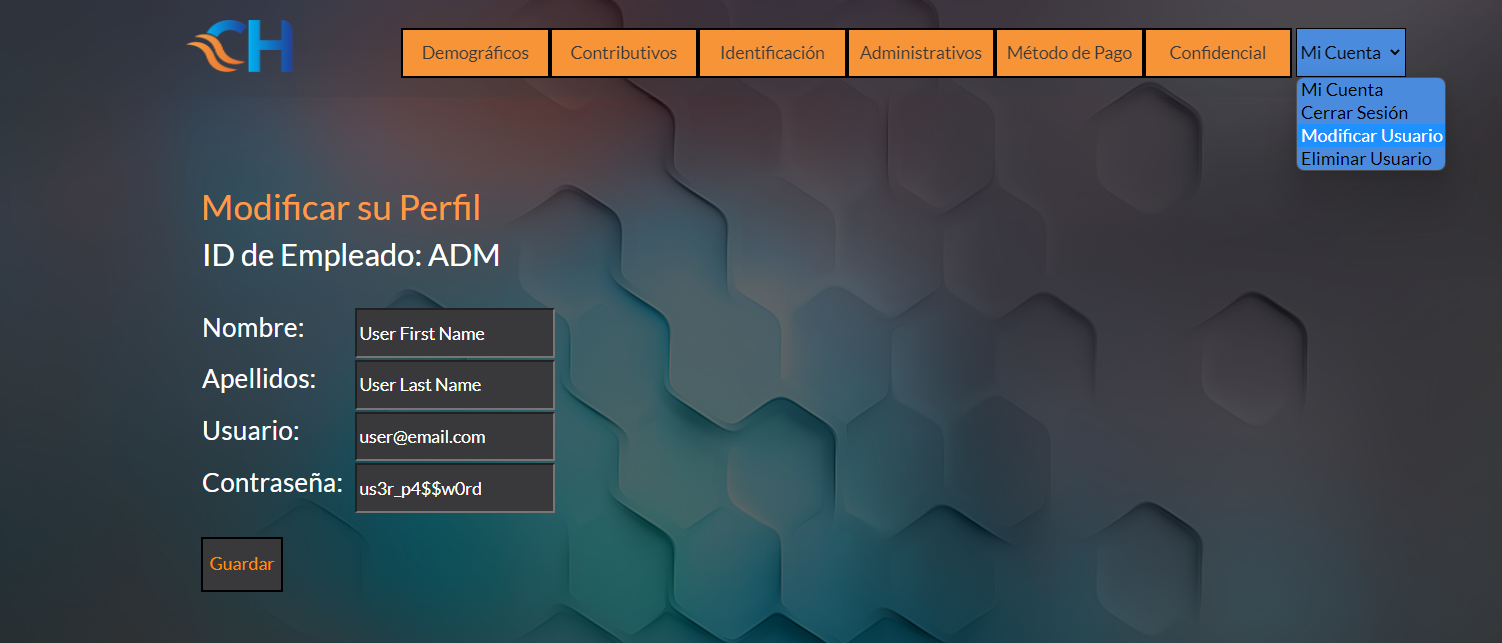 CH
Demográficos Contributivos Identificación Administrativos Método de Pago Confidencial Mi Cuenta
Mi Cuenta
Cerrar Sesión
Modificar Usuario
Eliminar Usuario
Modificar su Perfil
ID de Empleado: ADM
Nombre: User First Name
Apellidos: User Last Name
Usuario: user@email.com
Contraseña: us3r_p4$$w0rd
Guardar